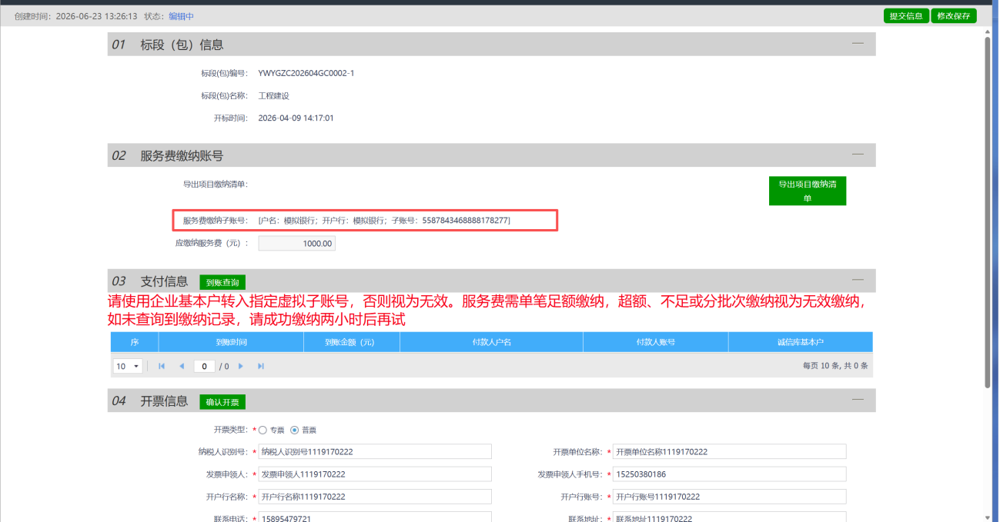 创建时间：2026-06-23 13:26:13 状态：编辑中
提交信息 修改保存
01 标段（包）信息
标段(包)编号： YWYGZC202604GC0002-1
标段(包)名称： 工程建设
开标时间： 2026-04-09 14:17:01
02 服务费缴纳账号
导出项目缴纳清单：
导出项目缴纳清
单
服务费缴纳子账号： [户名：模拟银行；开户行：模拟银行；子账号：5587843468888178277]
应缴纳服务费（元）： 1000.00
03 支付信息 到账查询
请使用企业基本户转入指定虚拟子账号，否则视为无效。服务费需单笔足额缴纳，超额、不足或分批次缴纳视为无效缴纳，
如未查询到缴纳记录，请成功缴纳两小时后再试
序 到账时间 到账金额（元） 付款人户名 付款人账号 诚信库基本户
10 0 / 0 每页 10 条, 共 0 条
04 开票信息 确认开票
开票类型：* 专票 普票
纳税人识别号：* 纳税人识别号1119170222 开票单位名称：* 开票单位名称1119170222
发票申领人：* 发票申领人1119170222 发票申领人手机号：* 15250380186
开户行名称：* 开户行名称1119170222 开户行账号：* 开户行账号1119170222
联系电话：* 15895479721 联系地址：* 联系地址1119170222